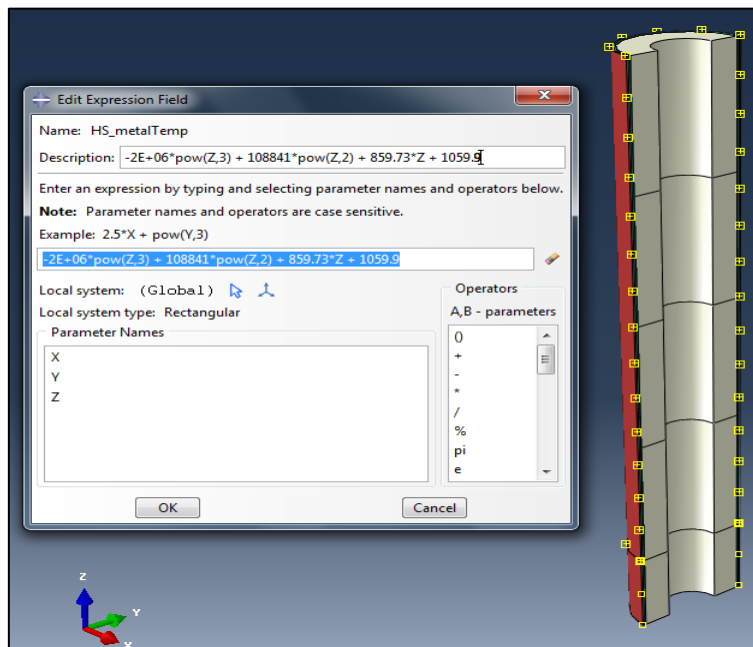 Edit Expression Field
Name: HS_metalTemp
Description: -2E+06*pow(Z,3) + 108841*pow(Z,2) + 859.73*Z + 1059.9
Enter an expression by typing and selecting parameter names and operators below.
Note: Parameter names and operators are case sensitive.
Example: 2.5*X + pow(Y,3)
-2E+06*pow(Z,3) + 108841*pow(Z,2) + 859.73*Z + 1059.9
Local system: (Global)
Local system type: Rectangular
Parameter Names
X
Y
Z
Operators
A,B - parameters
()
+
-
*
/
%
pi
e
OK Cancel
Z
Y
X